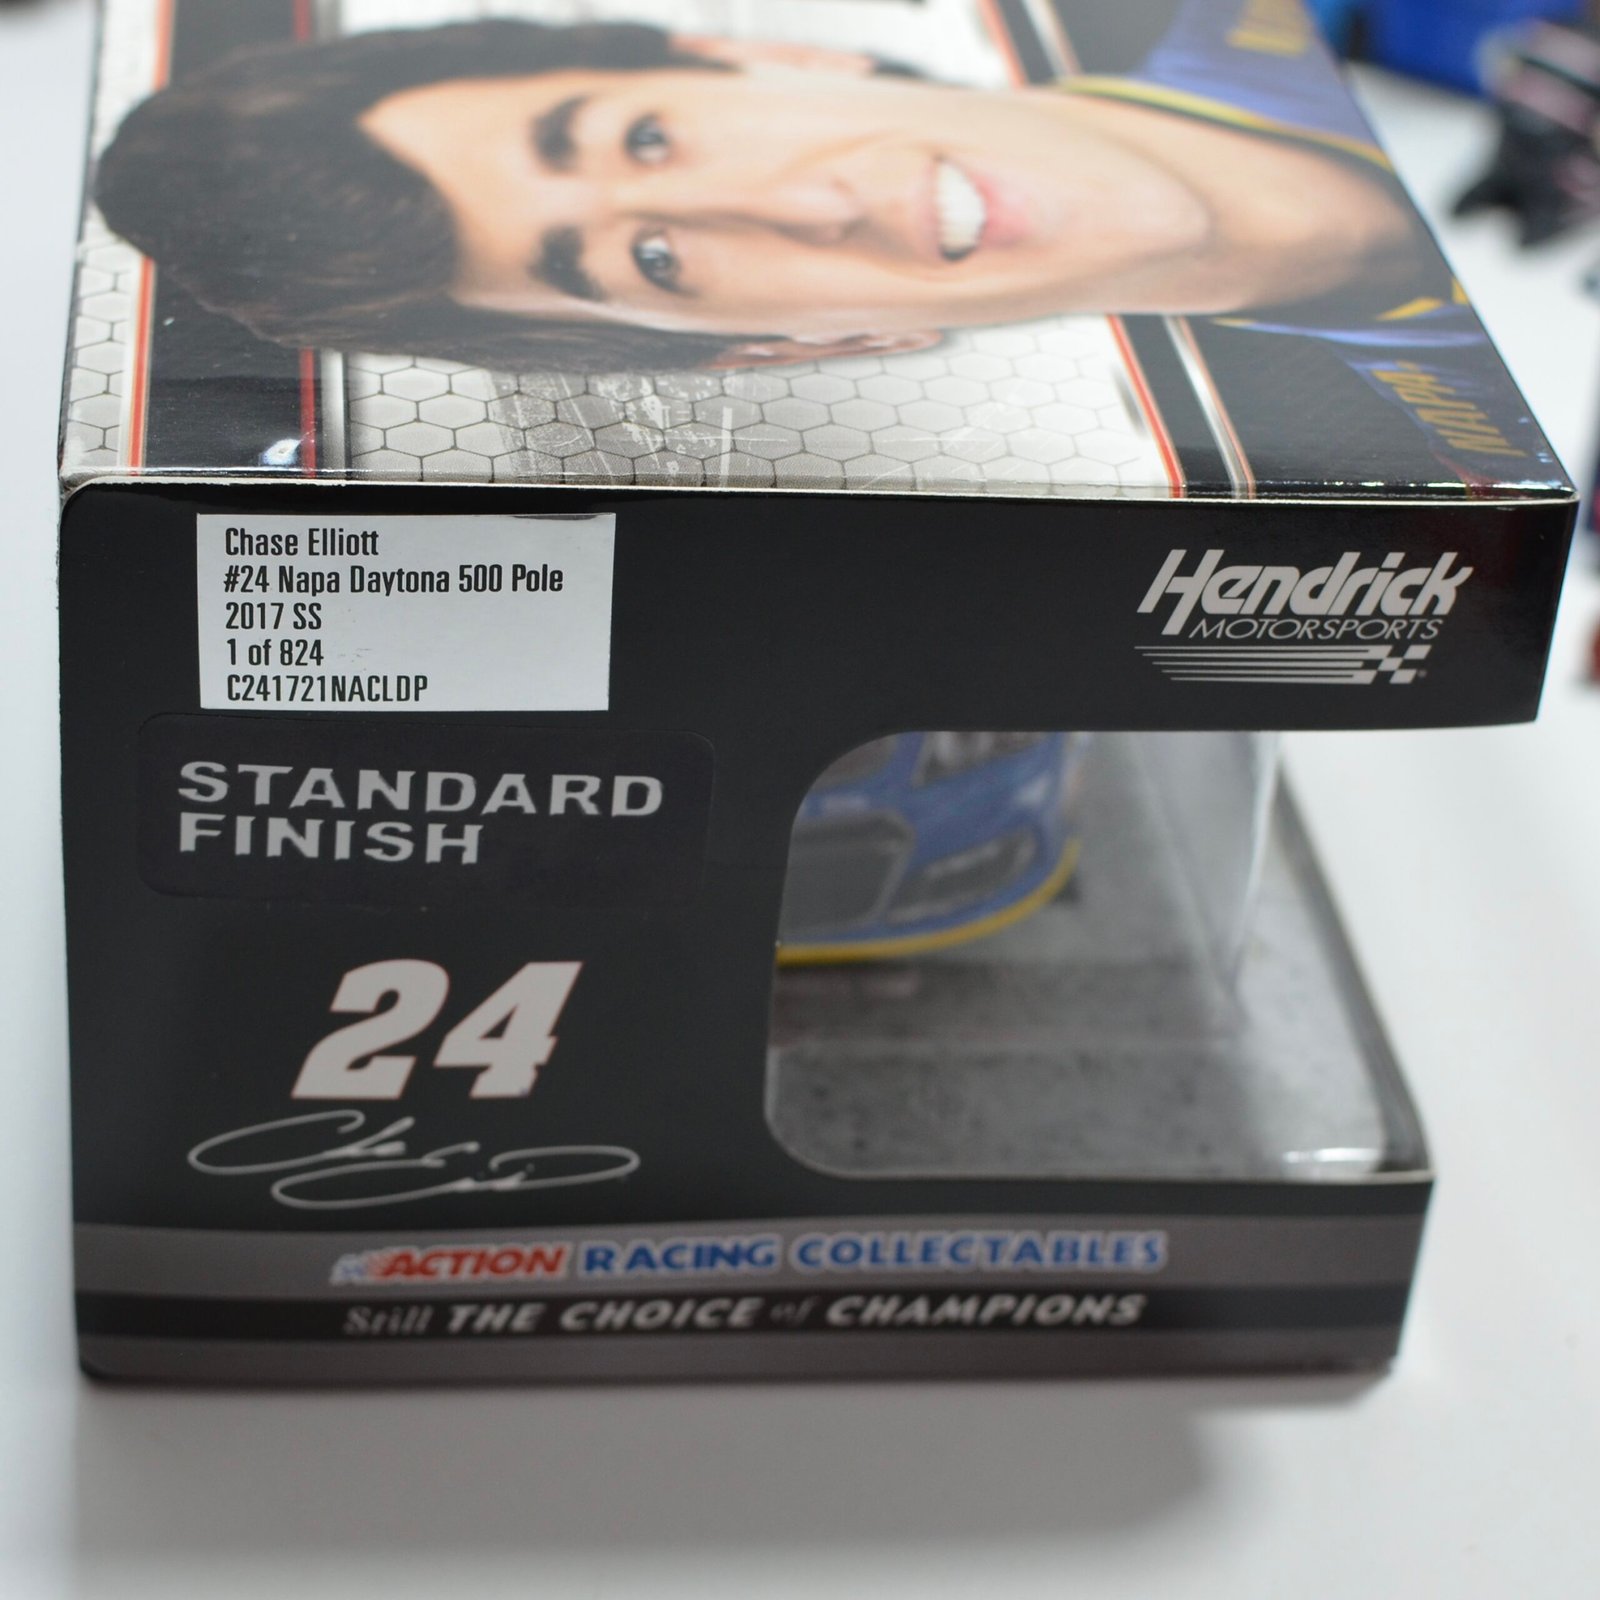 NAPA
Chase Elliott
#24 Napa Daytona 500 Pole
2017 SS
1 of 824
C241721NACLDP
Hendrick
MOTORSPORTS
STANDARD
FINISH
24
ACTION RACING COLLECTABLES
Still THE CHOICE of CHAMPIONS